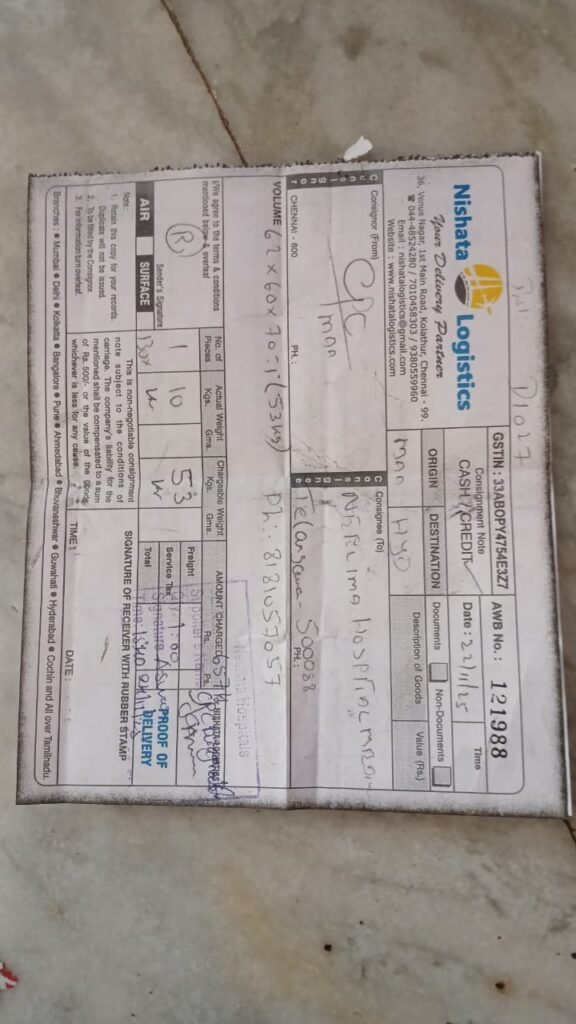 D1027
Nishata Logistics
Your Delivery Partner
36, Venus Nagar, 1st Main Road, Kolathur, Chennai - 99.
☎ 044-48524280 / 7010458303 / 9380559960
Email : nishatalogistics@gmail.com
Website : www.nishatalogistics.com
GSTIN : 33ABOPY4754E3Z7
Consignment Note
CASH / CREDIT
AWB No.: 121988
Date : 22/11/25
Time
ORIGIN
DESTINATION
Documents
Non-Documents
maa
HYD
Description of Goods
Value (Rs.)
Consignor
Consignor (From)
CPC
maa
CHENNAI - 600
PH.:
Consignee
Consignee (To)
Telangana - 500088
PH.:
VOLUME 62 x 60 x 70 = 1 (53 kg)
Ph:- 8181057057
I/We agree to the terms & conditions
mentioned below & overleaf
Sender's Signature
AIR
SURFACE
No. of Pieces
Actual Weight
Kgs.
Gms.
Chargeable Weight
Kgs.
Gms.
AMOUNT CHARGED
Rs.
Ps.
1
10
53
Box
Freight
Service Tax
Total
PROOF OF DELIVERY
Note :
1. Retain this copy for your records.
Duplicate will not be issued.
2. To be filled by the Consignor.
3. For information turn overleaf.
This is non-negotiable consignment
note subject to the conditions of
carriage. The company's liability for the
mentioned shall be compensated to a sum
of Rs. 500/- or the value of the goods
whichever is less for any cause.
SIGNATURE OF RECEIVER WITH RUBBER STAMP
TIME :
DATE :
Branches : ● Mumbai ● Delhi ● Kolkatta ● Bangalore ● Pune ● Ahmedabad ● Bhuvaneshwar ● Guwahati ● Hyderabad ● Cochin and All over Tamilnadu.